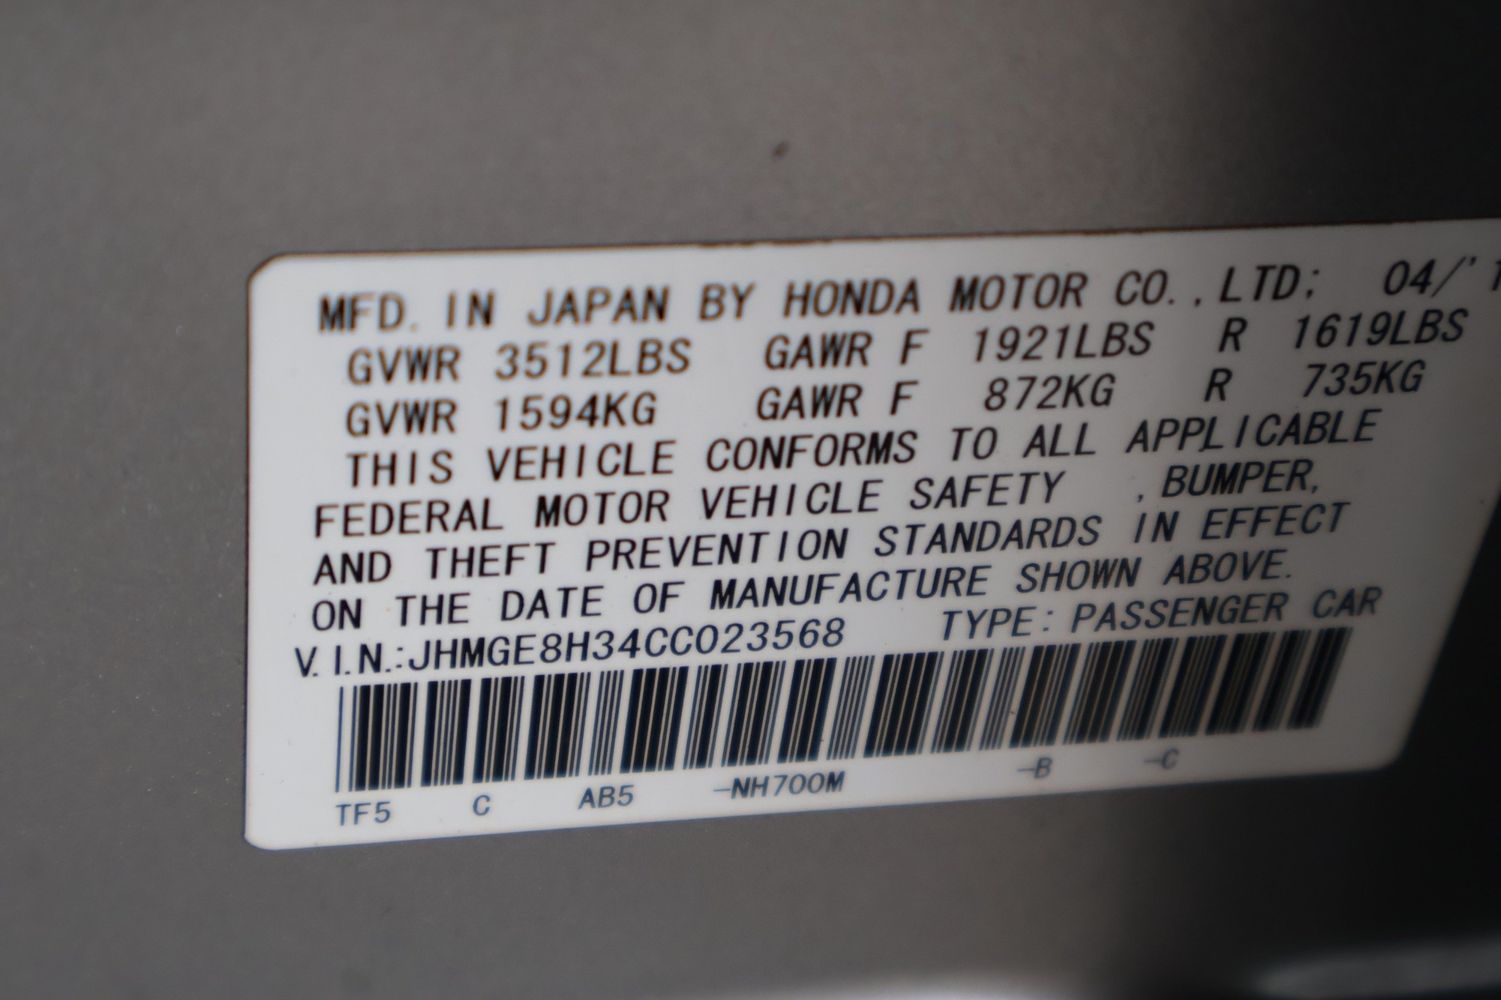 MFD. IN JAPAN BY HONDA MOTOR CO.,LTD; 04/'1
GVWR 3512LBS GAWR F 1921LBS R 1619LBS
GVWR 1594KG GAWR F 872KG R 735KG
THIS VEHICLE CONFORMS TO ALL APPLICABLE
FEDERAL MOTOR VEHICLE SAFETY , BUMPER,
AND THEFT PREVENTION STANDARDS IN EFFECT
ON THE DATE OF MANUFACTURE SHOWN ABOVE.
V.I.N.:JHMGE8H34CC023568 TYPE: PASSENGER CAR
TF5 C AB5 -NH700M -B -C